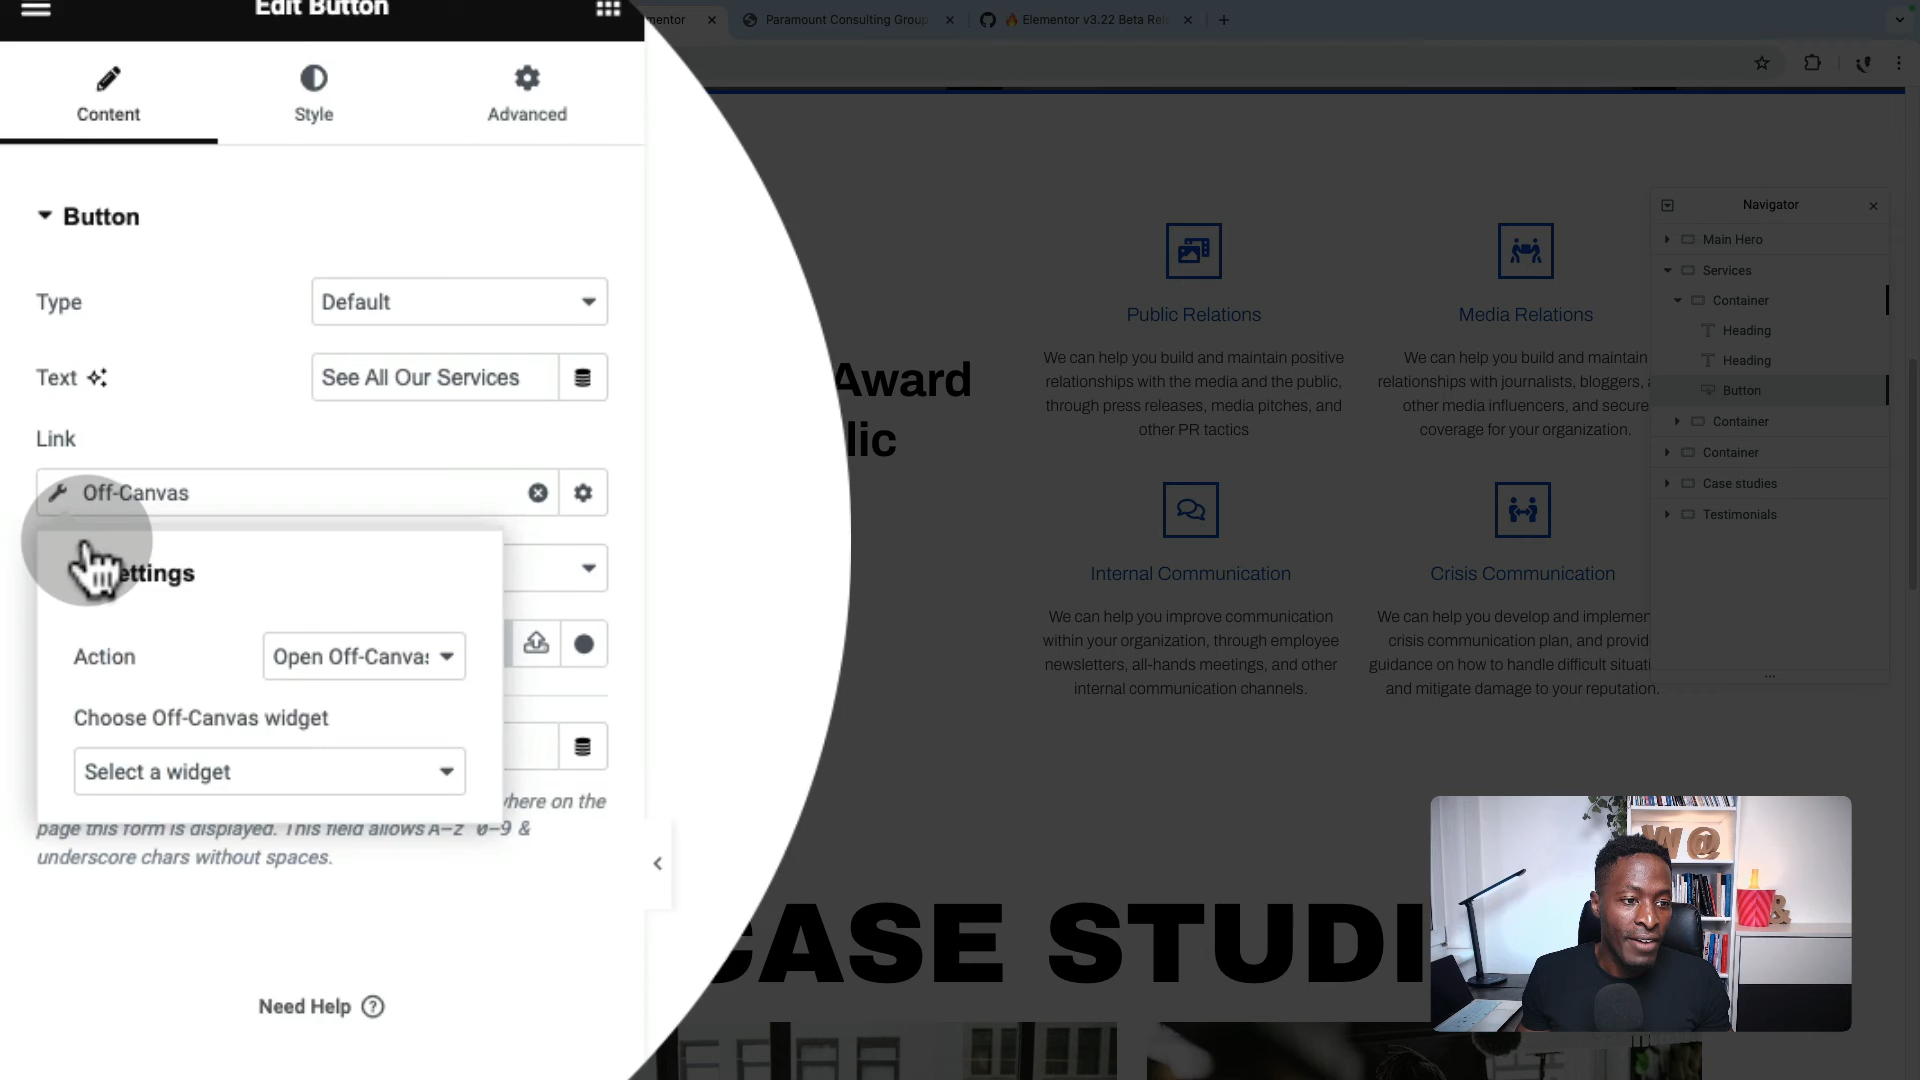 Edit Button
Content
Style
Advanced
Button
Type
Default
Text
See All Our Services
Link
Off-Canvas
ettings
Action
Open Off-Canva
Choose Off-Canvas widget
Select a widget
where on the
page this form is displayed. This field allows A-z 0-9 &
underscore chars without spaces.
Need Help
mentor
Paramount Consulting Group
Elementor v3.22 Beta Rel
Award
lic
Public Relations
We can help you build and maintain positive
relationships with the media and the public,
through press releases, media pitches, and
other PR tactics
Media Relations
We can help you build and maintain
relationships with journalists, bloggers,
other media influencers, and secure
coverage for your organization.
Internal Communication
We can help you improve communication
within your organization, through employee
newsletters, all-hands meetings, and other
internal communication channels.
Crisis Communication
We can help you develop and implemen
crisis communication plan, and provid
guidance on how to handle difficult situati
and mitigate damage to your reputation.
Navigator
Main Hero
Services
Container
Heading
Heading
Button
Container
Container
Case studies
Testimonials
CASE STUDI
W@
&